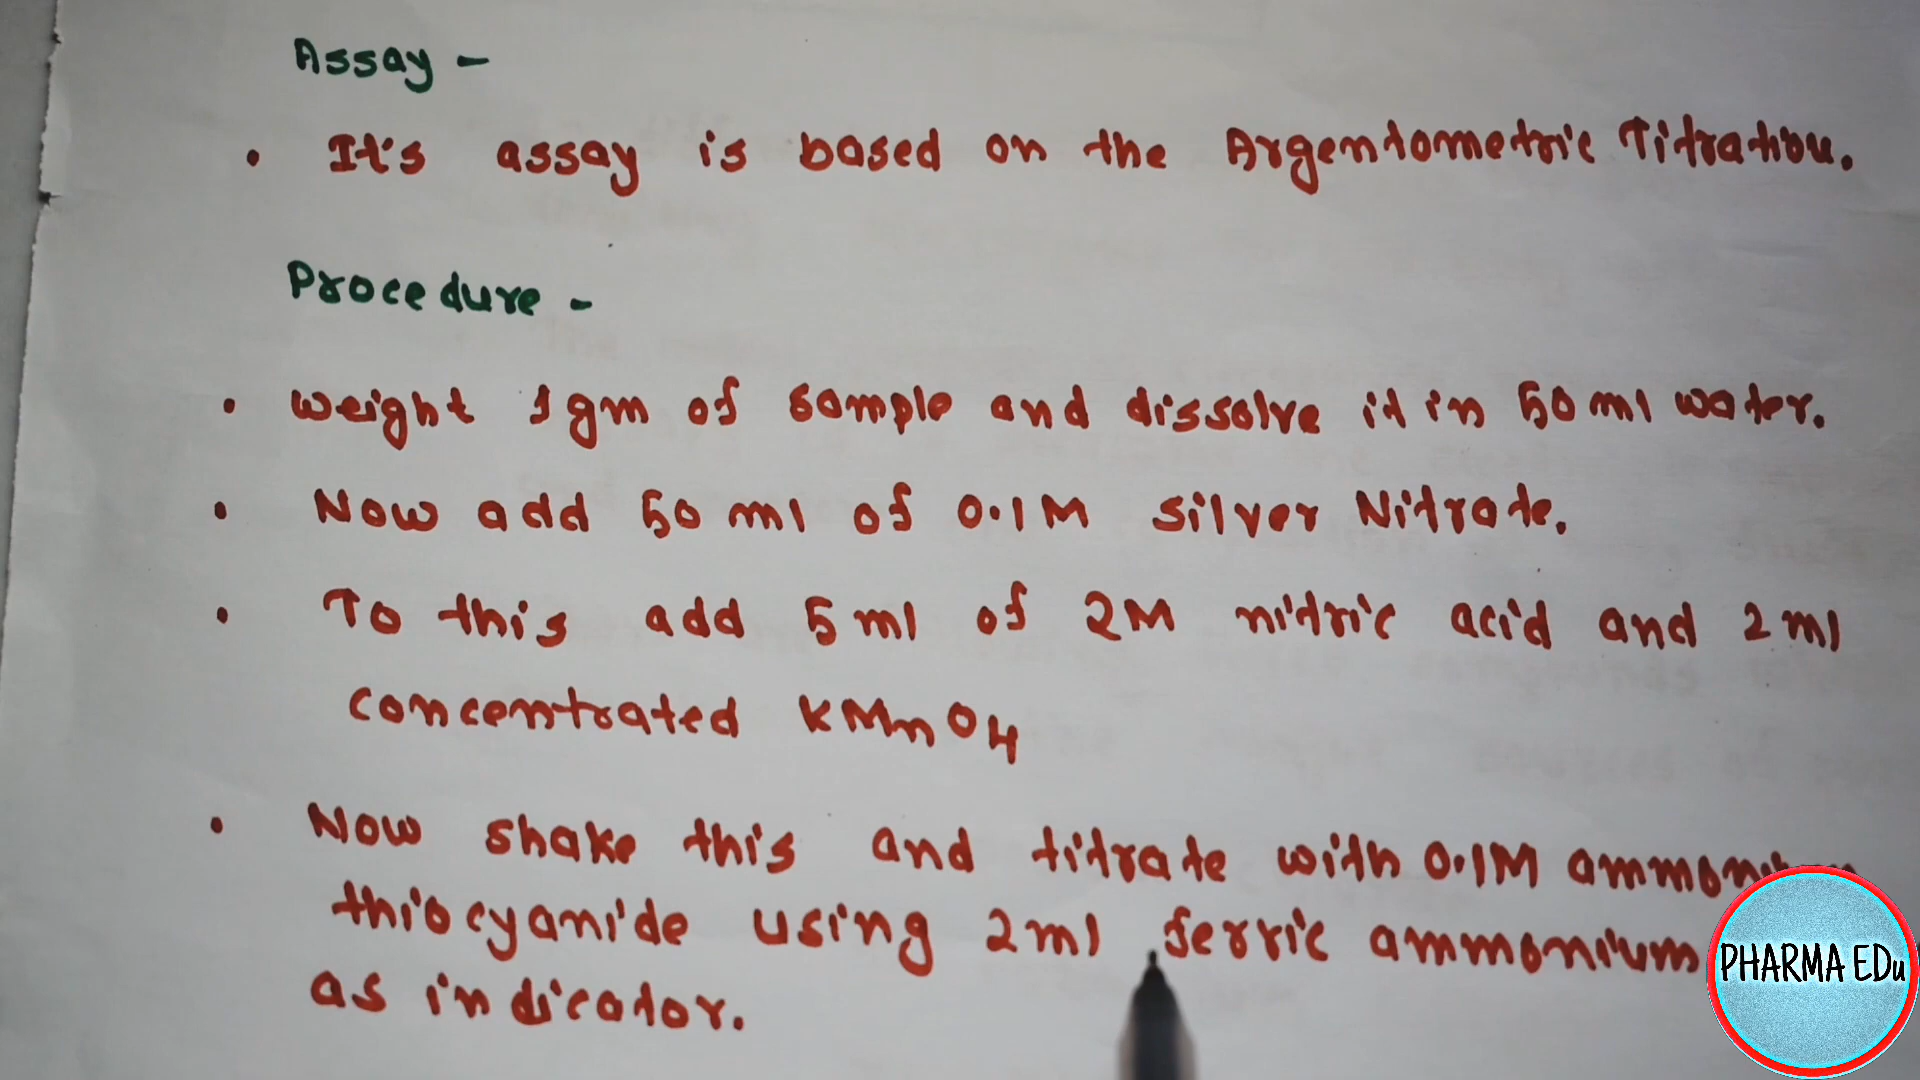 Assay -
• It's assay is based on the Argentometric Titration.
Procedure -
• Weight 1gm of sample and dissolve it in 50 ml water.
• Now add 50 ml of 0.1M silver Nitrate.
• To this add 5 ml of 2M nitric acid and 2 ml
concentrated KMnO4
• Now shake this and titrate with 0.1M ammonium
thiocyanide using 2ml ferric ammonium
as indicator.
PHARMA EDu